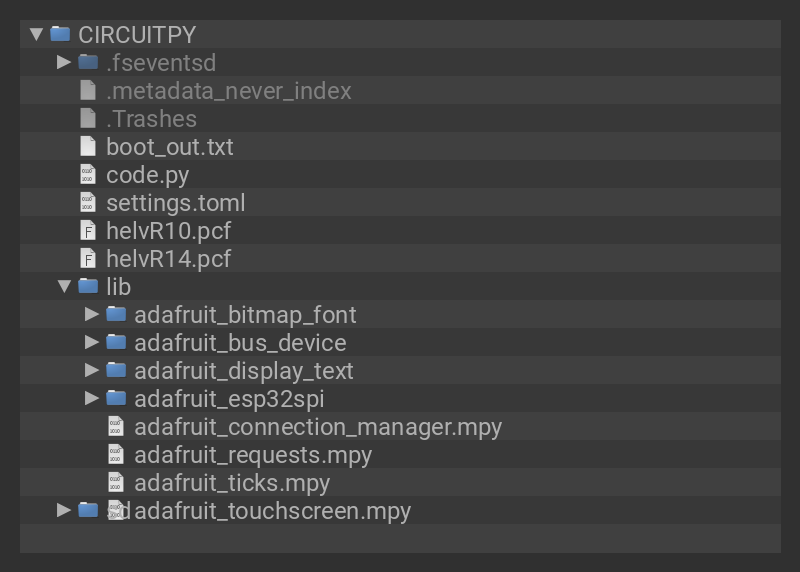 CIRCUITPY
.fseventsd
.metadata_never_index
.Trashes
boot_out.txt
code.py
settings.toml
helvR10.pcf
helvR14.pcf
lib
adafruit_bitmap_font
adafruit_bus_device
adafruit_display_text
adafruit_esp32spi
adafruit_connection_manager.mpy
adafruit_requests.mpy
adafruit_ticks.mpy
sd adafruit_touchscreen.mpy